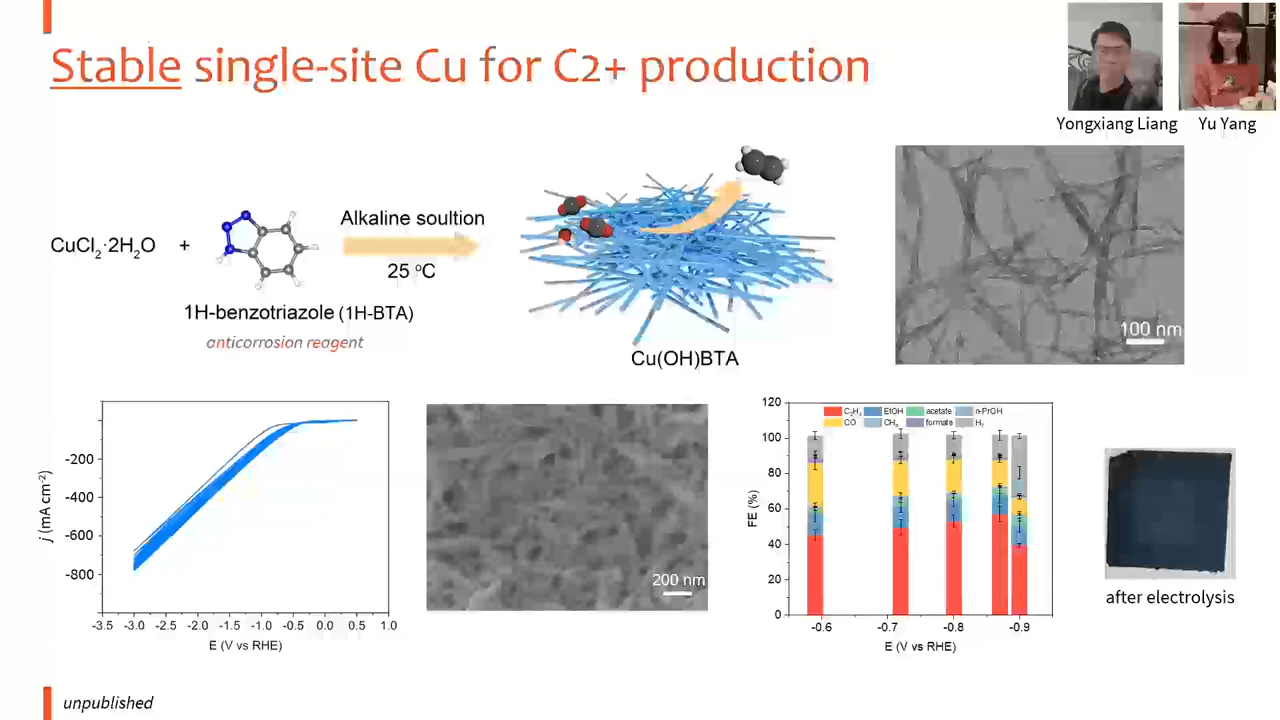 Stable single-site Cu for C2+ production
Yongxiang Liang
Yu Yang
CuCl₂·2H₂O + 
Alkaline soultion
25 °C
1H-benzotriazole (1H-BTA)
anticorrosion reagent
Cu(OH)BTA
100 nm
-200
-400
-600
-800
j (mA cm⁻²)
-3.5 -3.0 -2.5 -2.0 -1.5 -1.0 -0.5 0.0 0.5 1.0
E (V vs RHE)
200 nm
120
100
80
60
40
20
0
FE (%)
C₂H₄ EtOH acetate n-PrOH
CO CH₄ formate H₂
-0.6 -0.7 -0.8 -0.9
E (V vs RHE)
after electrolysis
unpublished